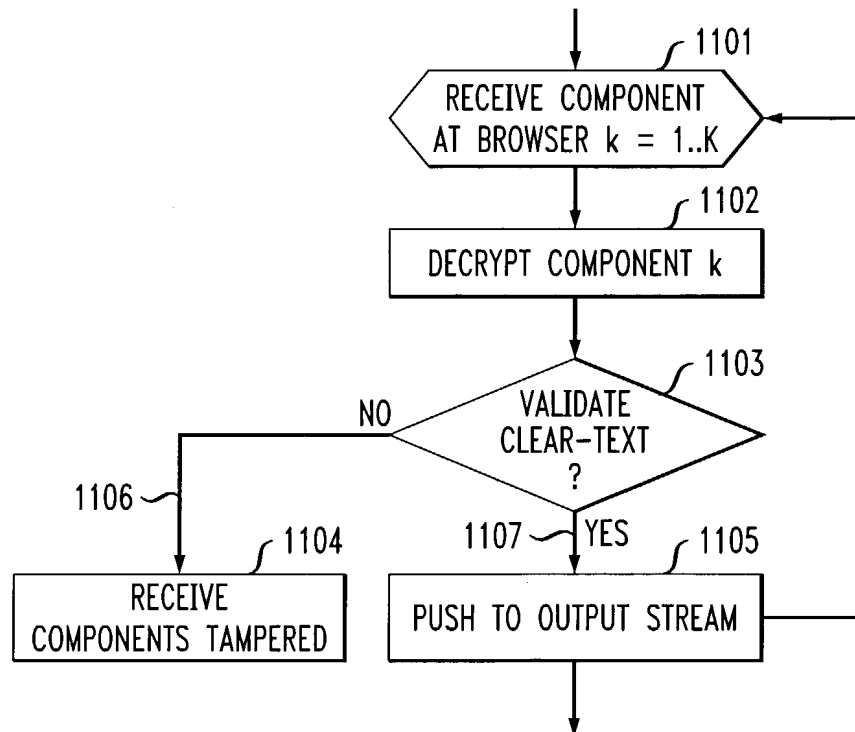 1101
RECEIVE COMPONENT
AT BROWSER k = 1..K
1102
DECRYPT COMPONENT k
1103
VALIDATE
CLEAR-TEXT
?
NO
1106
1107
YES
1104
RECEIVE
COMPONENTS TAMPERED
1105
PUSH TO OUTPUT STREAM